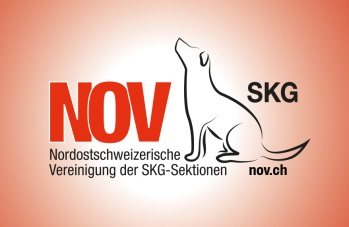 NOV
SKG
Nordostschweizerische
Vereinigung der SKG-Sektionen
nov.ch